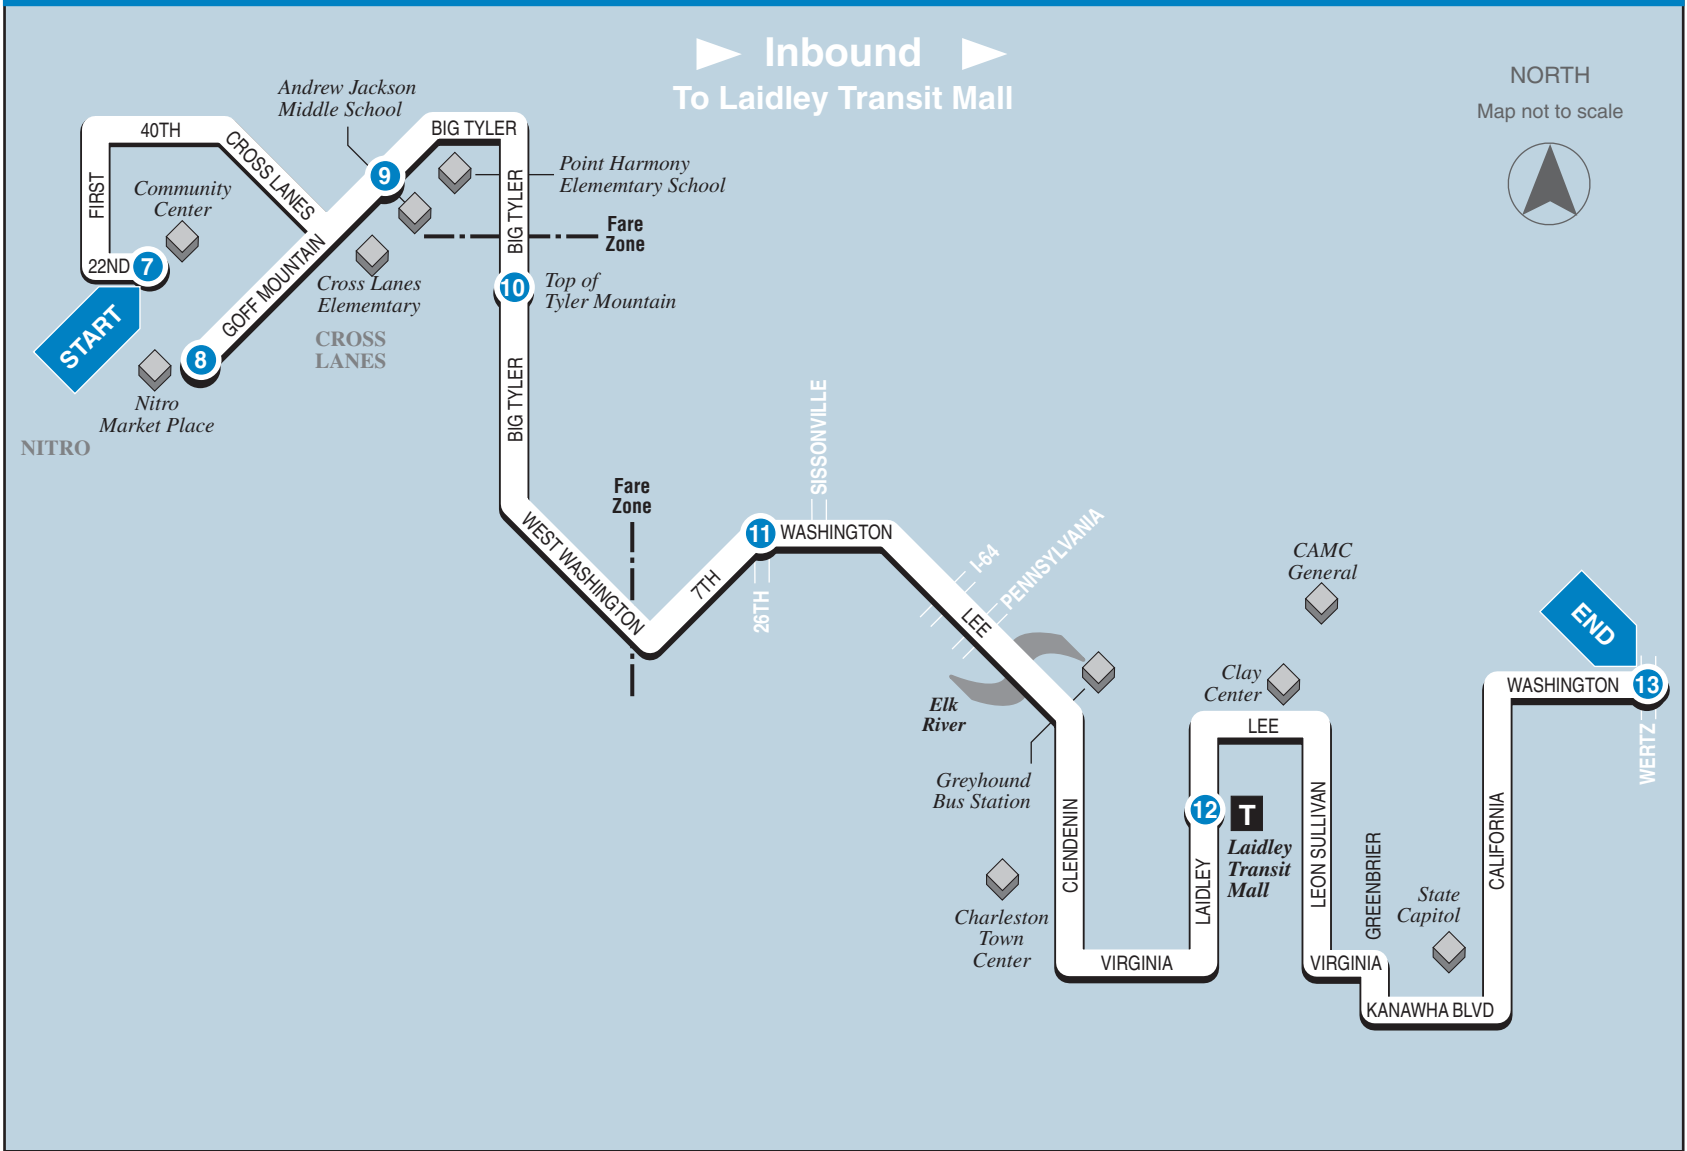 Inbound
To Laidley Transit Mall
NORTH
Map not to scale
Andrew Jackson
Middle School
40TH
CROSS LANES
BIG TYLER
9
Point Harmony
Elementary School
FIRST
Community
Center
BIG TYLER
Fare
Zone
22ND
7
GOFF MOUNTAIN
Cross Lanes
Elementary
10
Top of
Tyler Mountain
START
CROSS
LANES
8
Nitro
Market Place
NITRO
BIG TYLER
SISSONVILLE
Fare
Zone
WEST WASHINGTON
7TH
11
WASHINGTON
26TH
I-64
PENNSYLVANIA
LEE
CAMC
General
END
Elk
River
Clay
Center
WASHINGTON
13
WERTZ
LEE
Greyhound
Bus Station
CLENDENIN
12
T
Laidley
Transit
Mall
LAIDLEY
LEON SULLIVAN
GREENBRIER
CALIFORNIA
State
Capitol
Charleston
Town
Center
VIRGINIA
VIRGINIA
KANAWHA BLVD